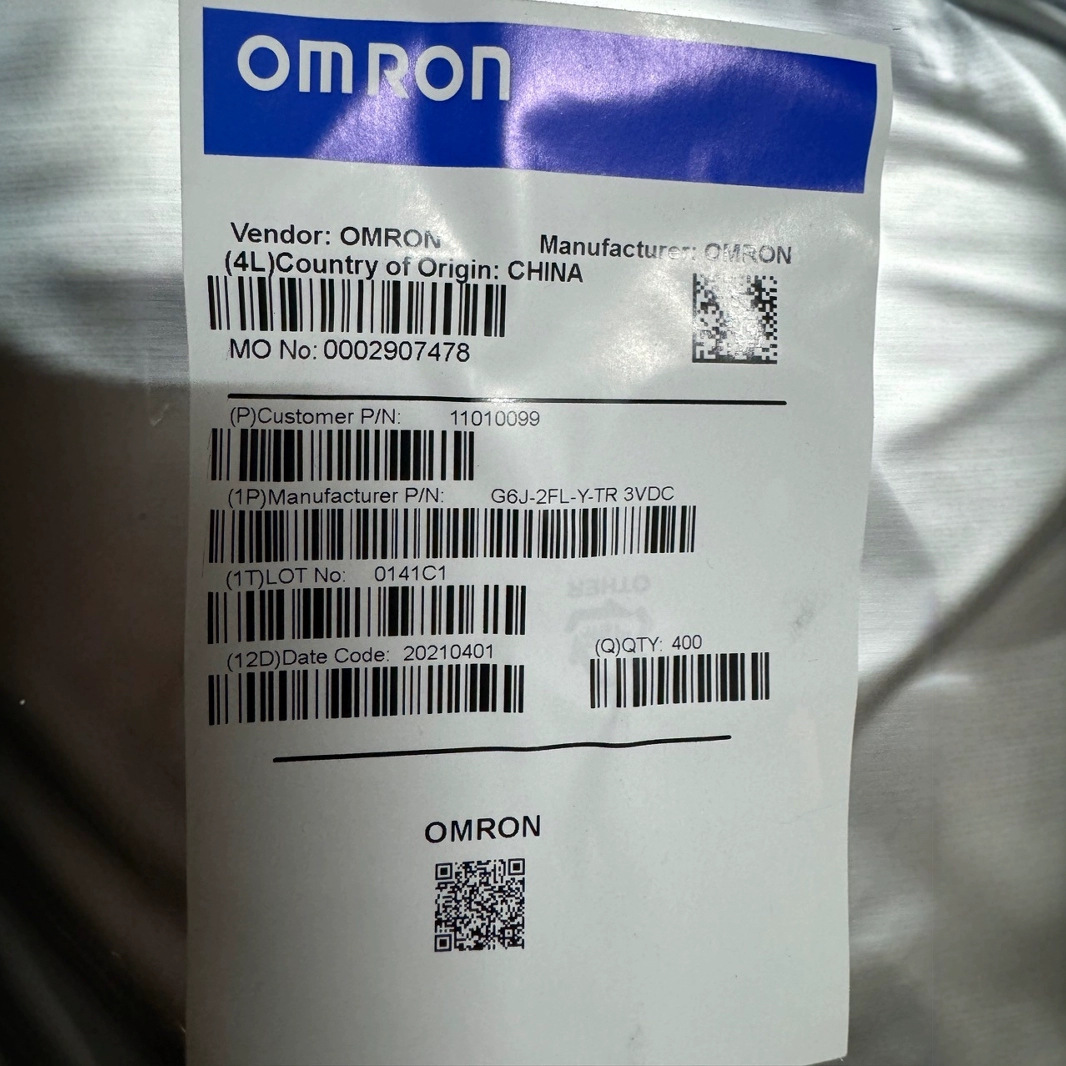 OMRON
Vendor: OMRON
Manufacturer: OMRON
(4L)Country of Origin: CHINA
MO No: 0002907478
(P)Customer P/N: 11010099
(1P)Manufacturer P/N: G6J-2FL-Y-TR 3VDC
(1T)LOT No: 0141C1
OTHER
(12D)Date Code: 20210401
(Q)QTY: 400
OMRON